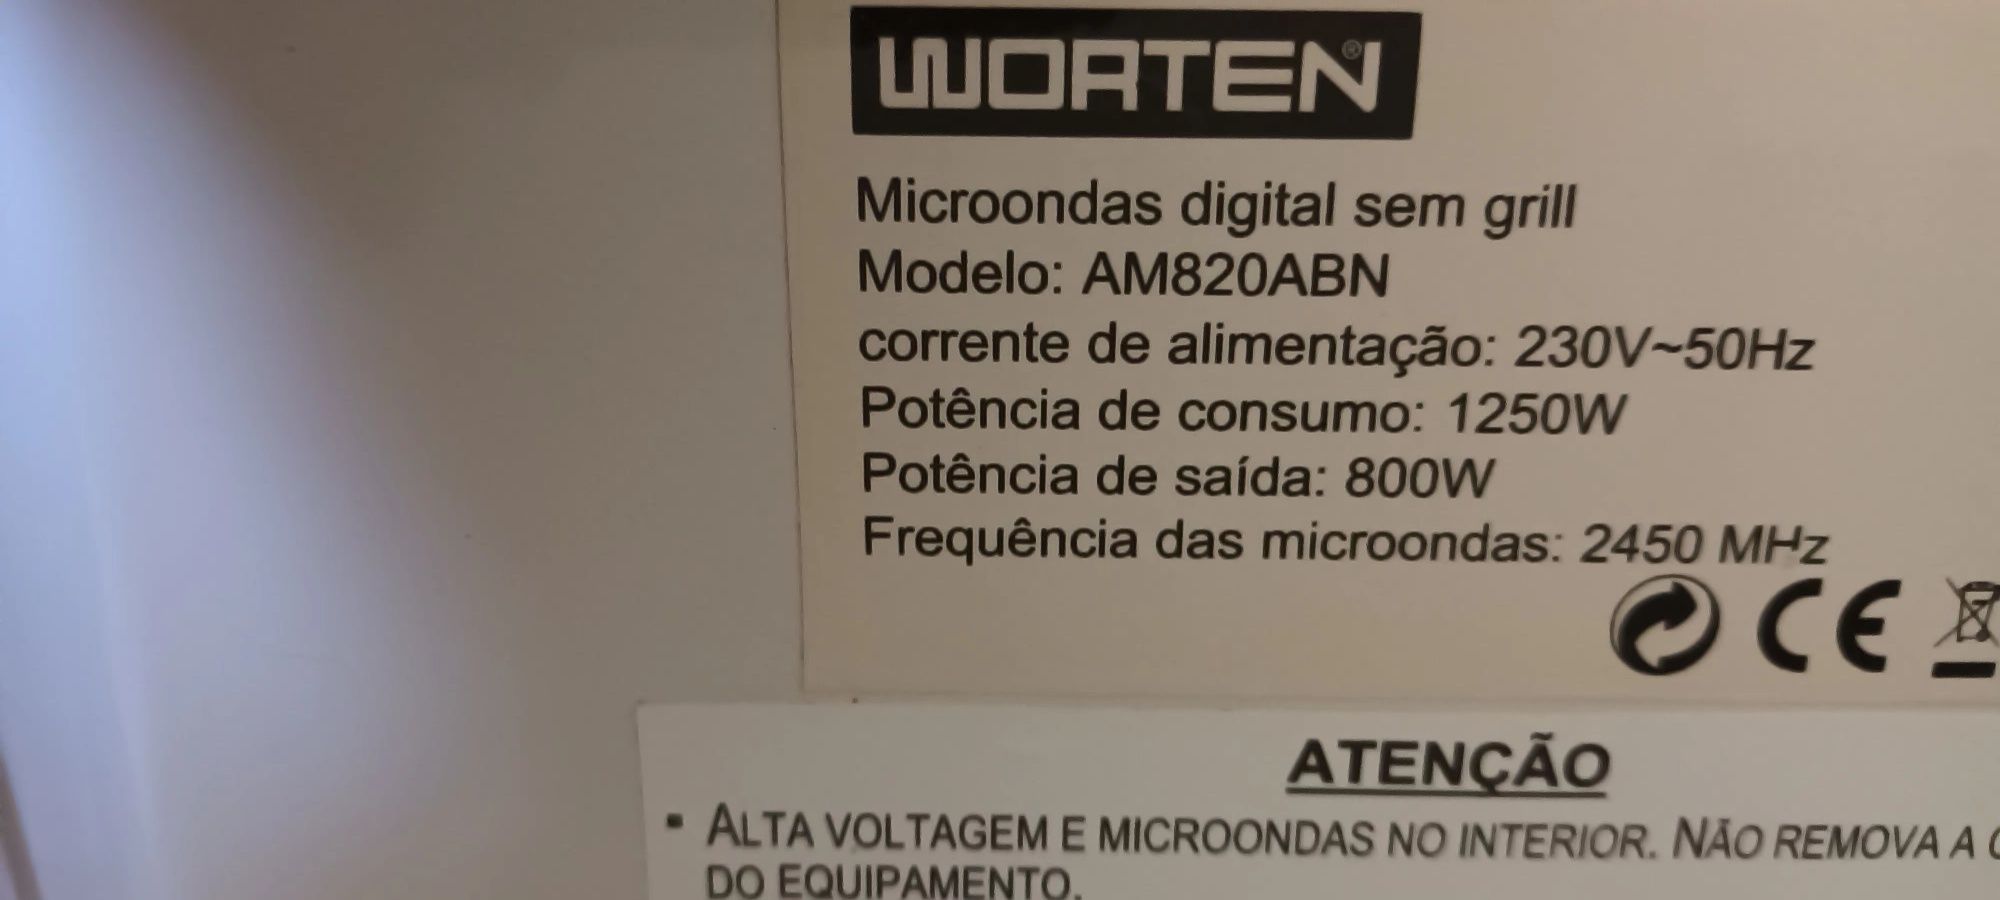 WORTEN®
Microondas digital sem grill
Modelo: AM820ABN
corrente de alimentação: 230V~50Hz
Potência de consumo: 1250W
Potência de saída: 800W
Frequência das microondas: 2450 MHz
CE
ATENÇÃO
▪ ALTA VOLTAGEM E MICROONDAS NO INTERIOR. NÃO REMOVA A
DO EQUIPAMENTO.